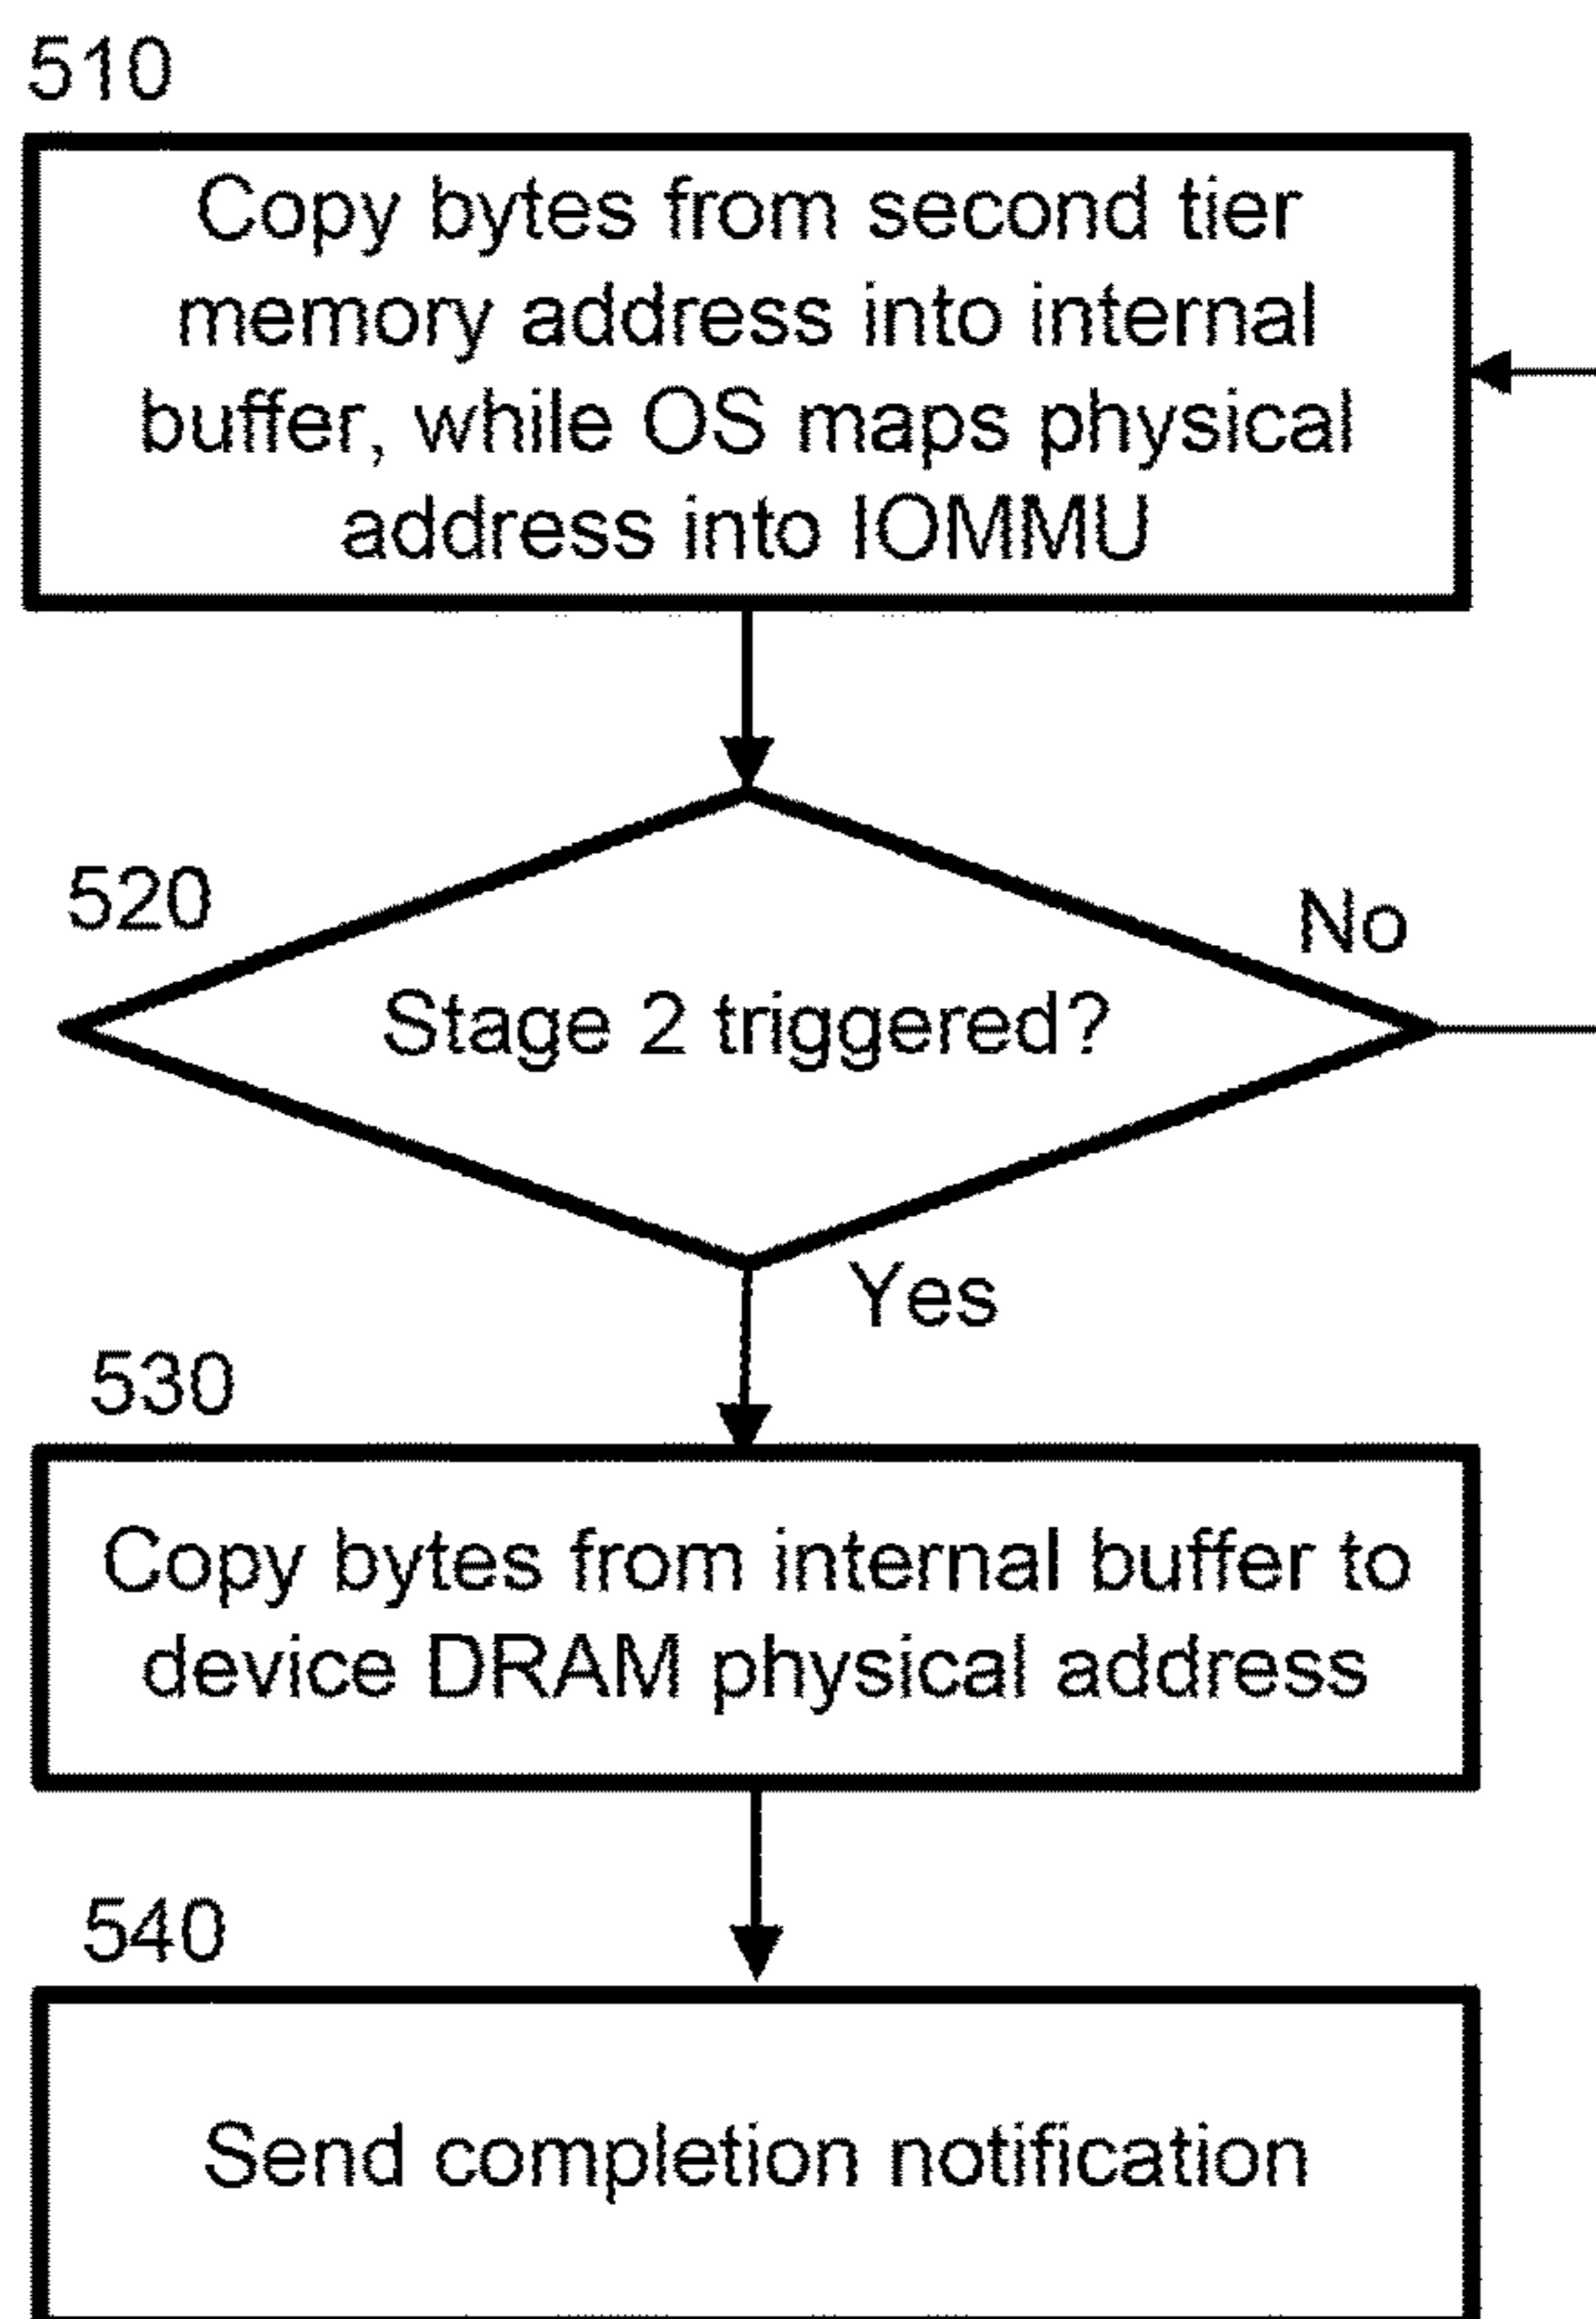 510
Copy bytes from second tier
memory address into internal
buffer, while OS maps physical
address into IOMMU
520
No
Stage 2 triggered?
Yes
530
Copy bytes from internal buffer to
device DRAM physical address
540
Send completion notification